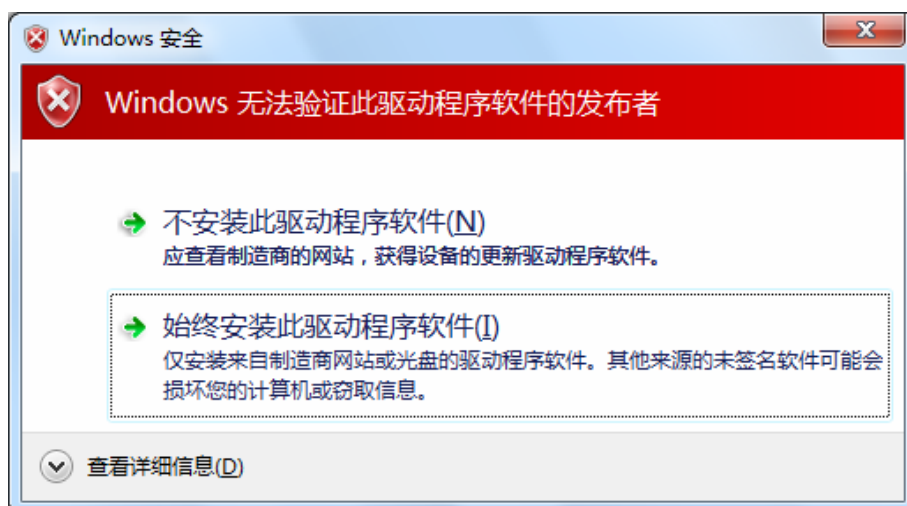 Windows 安全
Windows 无法验证此驱动程序软件的发布者
不安装此驱动程序软件(N)
应查看制造商的网站，获得设备的更新驱动程序软件。
始终安装此驱动程序软件(I)
仅安装来自制造商网站或光盘的驱动程序软件。其他来源的未签名软件可能会
损坏您的计算机或窃取信息。
查看详细信息(D)